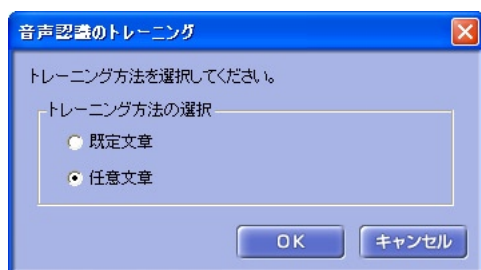 音声認識のトレーニング
トレーニング方法を選択してください。
トレーニング方法の選択
既定文章
任意文章
OK
キャンセル